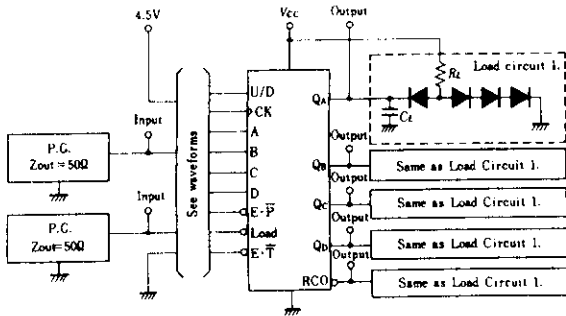 4.5V
VCC
Output
RL
Load circuit 1.
CL
Input
P.G.
Zout=50Ω
Input
P.G.
Zout=50Ω
See waveforms
U/D
CK
A
B
C
D
E·P̅
Load
E·T̅
QA
QB
QC
QD
RCO
Output
Same as Load Circuit 1.
Output
Same as Load Circuit 1.
Output
Same as Load Circuit 1.
Output
Same as Load Circuit 1.